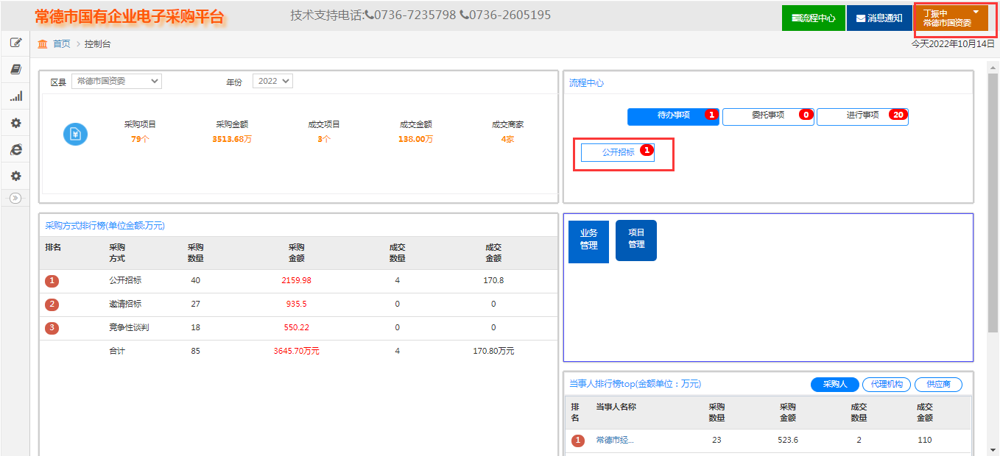 常德市国有企业电子采购平台
技术支持电话:0736-7235798 0736-2605195
流程中心
消息通知
丁振中
常德市国资委
首页 控制台
今天2022年10月14日
区县 常德市国资委 年份 2022
采购项目 采购金额 成交项目 成交金额 成交商家
79个 3513.68万 3个 138.00万 4家
流程中心
待办事项 1 委托事项 0 进行事项 20
公开招标 1
采购方式排行榜(单位金额:万元)
排名 采购 采购 采购 成交 成交
方式 数量 金额 数量 金额
1 公开招标 40 2159.98 4 170.8
2 邀请招标 27 935.5 0 0
3 竞争性谈判 18 550.22 0 0
合计 85 3645.70万元 4 170.80万元
业务 项目
管理 管理
当事人排行榜top(金额单位：万元) 采购人 代理机构 供应商
排 当事人名称 采购 采购 成交 成交
名 数量 金额 数量 金额
1 常德市经... 23 523.6 2 110